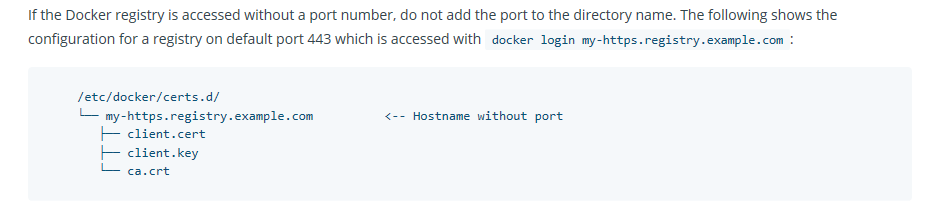 If the Docker registry is accessed without a port number, do not add the port to the directory name. The following shows the
configuration for a registry on default port 443 which is accessed with docker login my-https.registry.example.com :
/etc/docker/certs.d/
└── my-https.registry.example.com          <-- Hostname without port
   ├── client.cert
   ├── client.key
   └── ca.crt